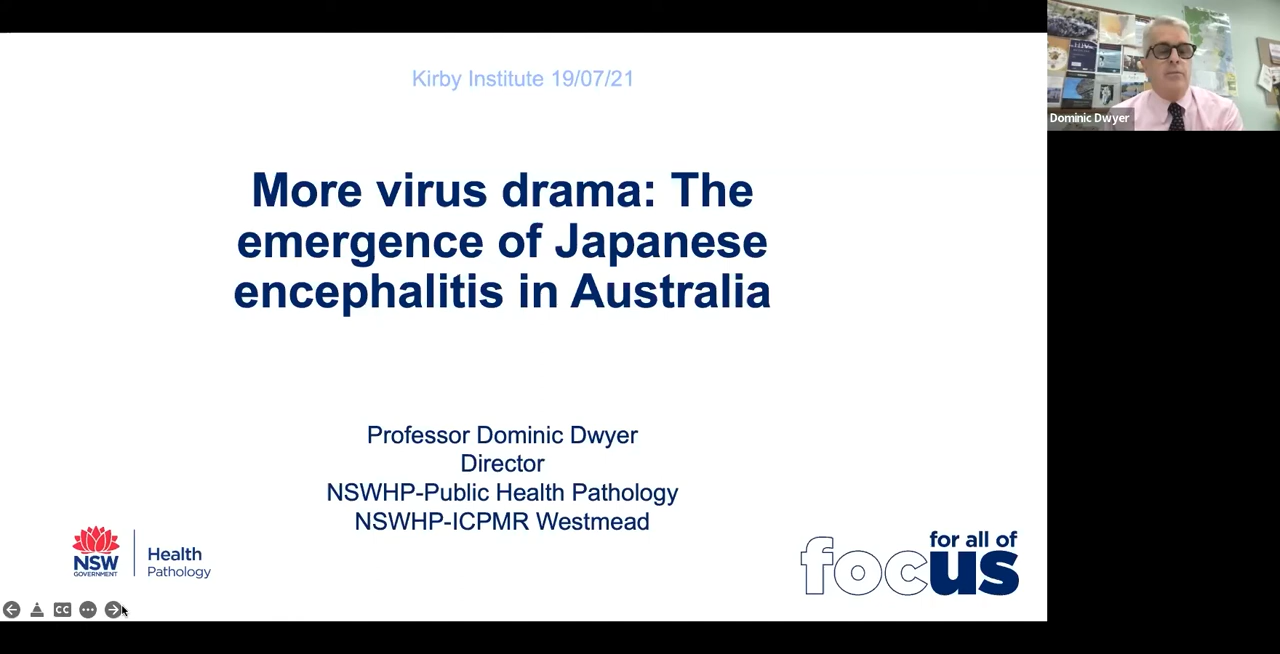 Kirby Institute 19/07/21
Dominic Dwyer
More virus drama: The
emergence of Japanese
encephalitis in Australia
Professor Dominic Dwyer
Director
NSWHP-Public Health Pathology
NSWHP-ICPMR Westmead
NSW
GOVERNMENT
Health
Pathology
for all of
focus
CC